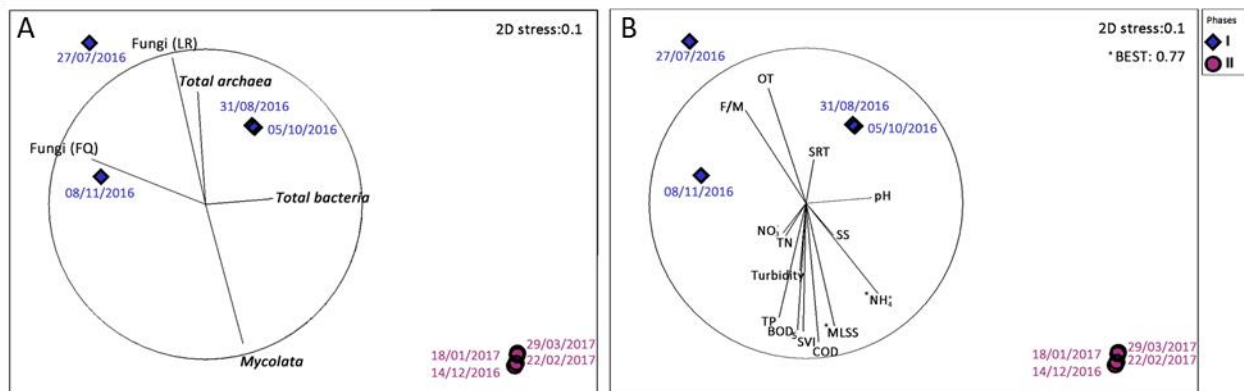 A
2D stress:0.1
27/07/2016
Fungi (LR)
Total archaea
31/08/2016
05/10/2016
Fungi (FQ)
08/11/2016
Total bacteria
Mycolata
29/03/2017
18/01/2017
22/02/2017
14/12/2016
B
2D stress:0.1
*BEST: 0.77
27/07/2016
OT
F/M
31/08/2016
05/10/2016
SRT
08/11/2016
pH
NO₃⁻
TN
SS
Turbidity
*NH₄⁺
TP
BOD₅
*MLSS
SVI
COD
29/03/2017
18/01/2017
22/02/2017
14/12/2016
Phases
I
II